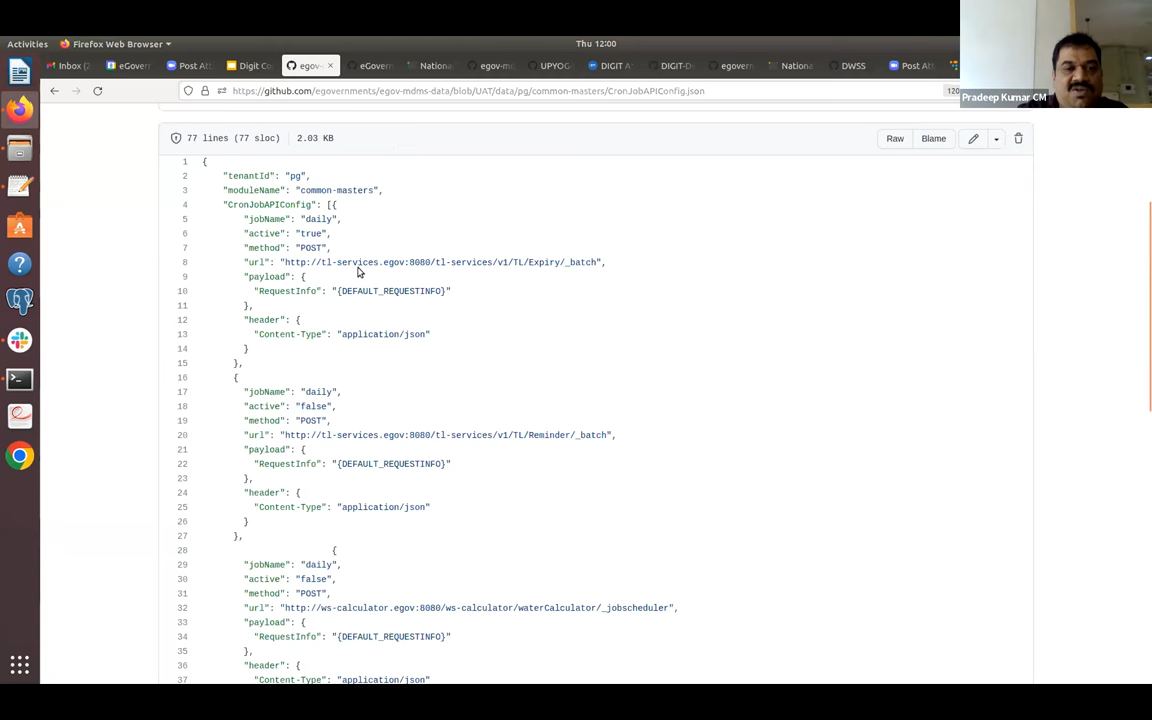 Activities
Firefox Web Browser
Thu 12:00
Inbox (2
eGover
Post Att
Digit Co
egov-
eGovern
Nationa
egov-m
UPYOG
DIGIT A
DIGIT-D
egovern
Nationa
DWSS
Post At
https://github.com/egovernments/egov-mdms-data/blob/UAT/data/pg/common-masters/CronJobAPIConfig.json
120
Pradeep Kumar CM
77 lines (77 sloc) 2.03 KB
Raw
Blame
1 {
2 "tenantId": "pg",
3 "moduleName": "common-masters",
4 "CronJobAPIConfig": [{
5 "jobName": "daily",
6 "active": "true",
7 "method": "POST",
8 "url": "http://tl-services.egov:8080/tl-services/v1/TL/Expiry/_batch",
9 "payload": {
10 "RequestInfo": "{DEFAULT_REQUESTINFO}"
11 },
12 "header": {
13 "Content-Type": "application/json"
14 }
15 },
16 {
17 "jobName": "daily",
18 "active": "false",
19 "method": "POST",
20 "url": "http://tl-services.egov:8080/tl-services/v1/TL/Reminder/_batch",
21 "payload": {
22 "RequestInfo": "{DEFAULT_REQUESTINFO}"
23 },
24 "header": {
25 "Content-Type": "application/json"
26 }
27 },
28 {
29 "jobName": "daily",
30 "active": "false",
31 "method": "POST",
32 "url": "http://ws-calculator.egov:8080/ws-calculator/waterCalculator/_jobscheduler",
33 "payload": {
34 "RequestInfo": "{DEFAULT_REQUESTINFO}"
35 },
36 "header": {
37 "Content-Type": "application/json"